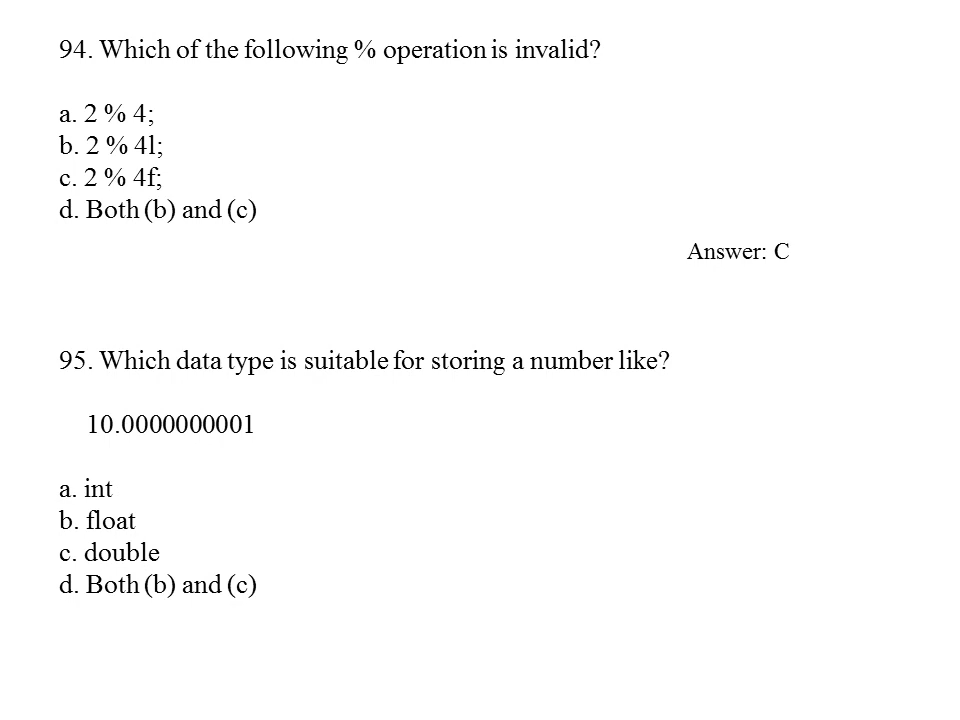 94. Which of the following % operation is invalid?
a. 2 % 4;
b. 2 % 4l;
c. 2 % 4f;
d. Both (b) and (c)
Answer: C
95. Which data type is suitable for storing a number like?
10.0000000001
a. int
b. float
c. double
d. Both (b) and (c)